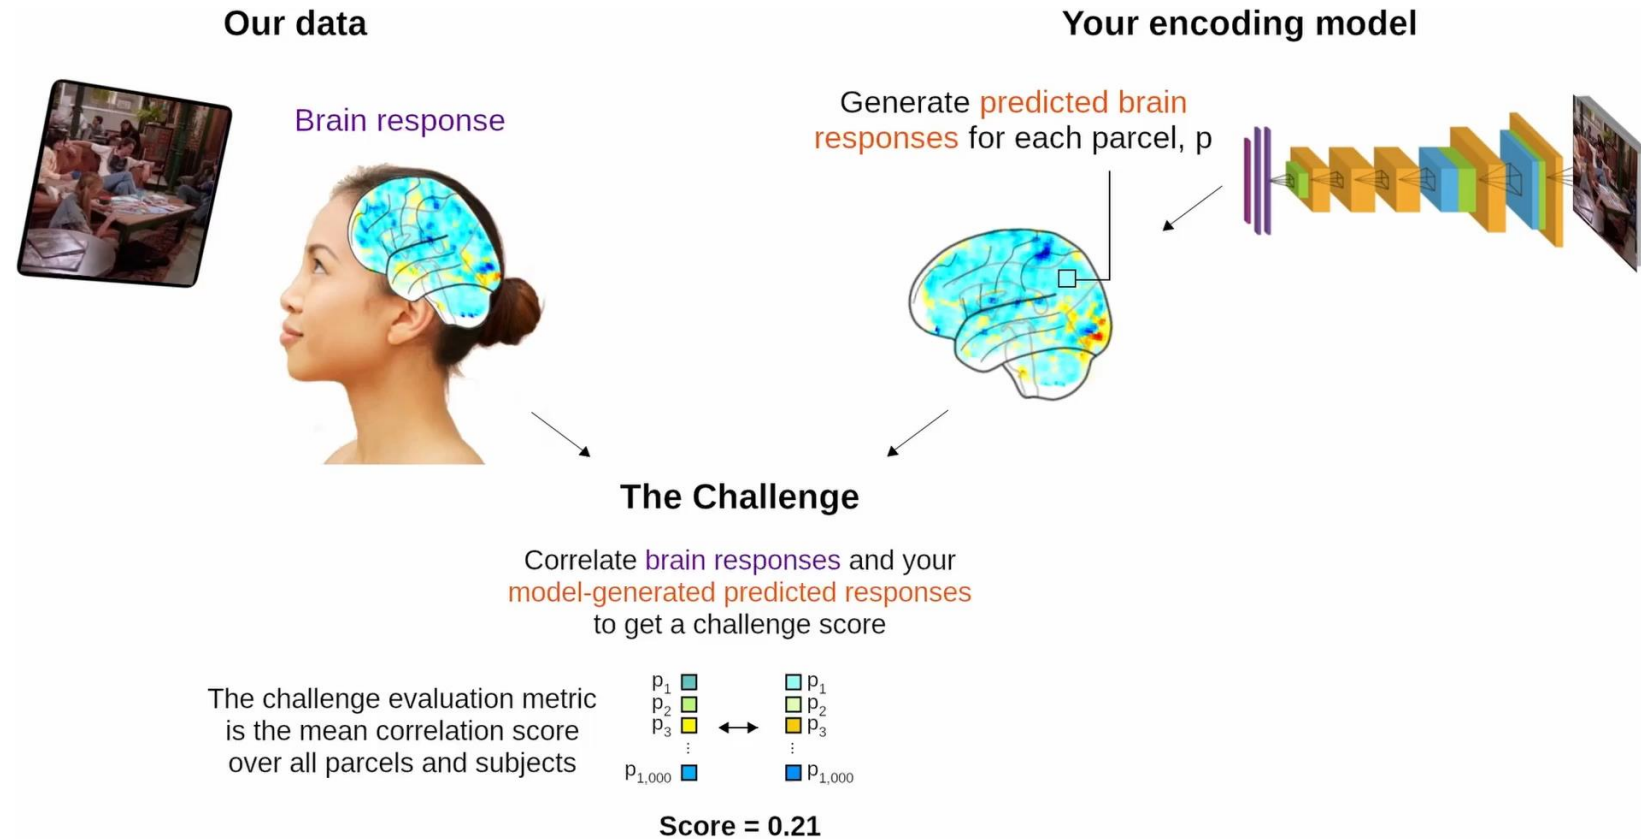 Our data
Your encoding model
Brain response
Generate predicted brain
responses for each parcel, p
The Challenge
Correlate brain responses and your
model-generated predicted responses
to get a challenge score
The challenge evaluation metric
is the mean correlation score
over all parcels and subjects
p1 p1
p2 p2
p3 p3
⋮ ⋮
p1,000 p1,000
Score = 0.21